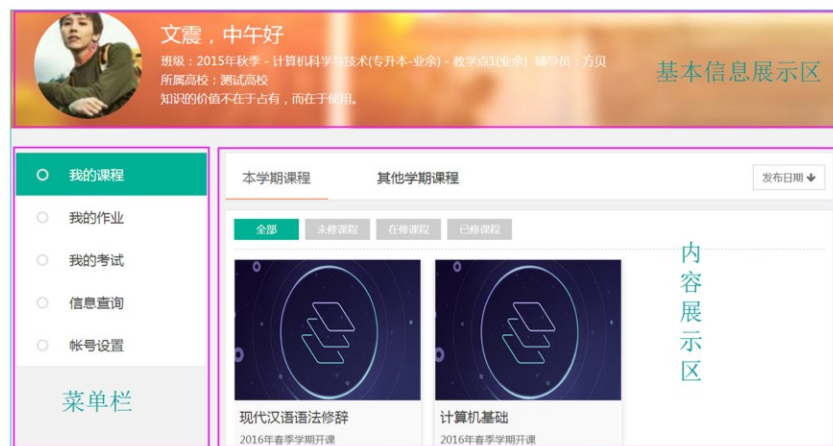 文震，中午好
班级：2015年秋季 - 计算机科学与技术(专升本-业余) - 教学点1(业余) 辅导员：方贝
所属高校：测试高校
知识的价值不在于占有，而在于使用。
基本信息展示区
我的课程
我的作业
我的考试
信息查询
帐号设置
菜单栏
本学期课程 其他学期课程 发布日期
全部 未修课程 在修课程 已修课程
现代汉语语法修辞 计算机基础
2016年春季学期开课 2016年春季学期开课
内容展示区